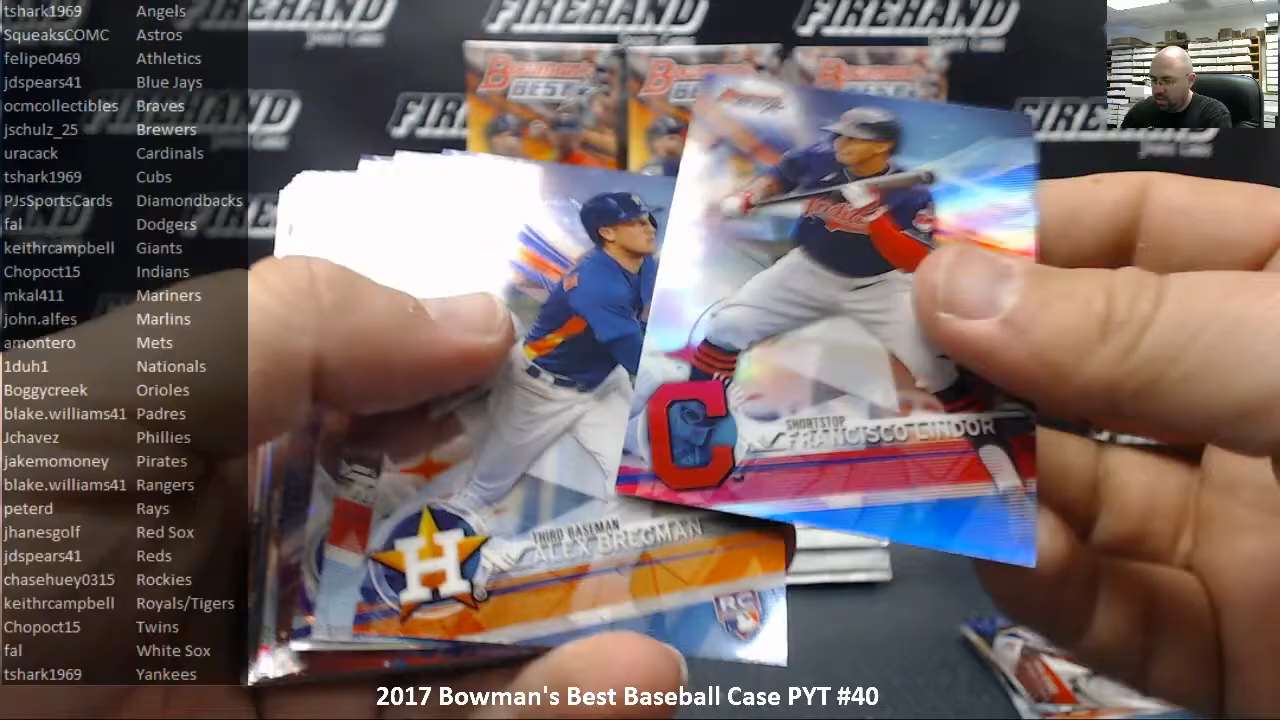 tshark1969 Angels
SqueaksCOMC Astros
felipe0469 Athletics
jdspears41 Blue Jays
ocmcollectibles Braves
jschulz_25 Brewers
uracack Cardinals
tshark1969 Cubs
PJsSportsCards Diamondbacks
fal Dodgers
keithrcampbell Giants
Chopoct15 Indians
mkal411 Mariners
john.alfes Marlins
amontero Mets
1duh1 Nationals
Boggycreek Orioles
blake.williams41 Padres
Jchavez Phillies
jakemomoney Pirates
blake.williams41 Rangers
peterd Rays
jhanesgolf Red Sox
jdspears41 Reds
chasehuey0315 Rockies
keithrcampbell Royals/Tigers
Chopoct15 Twins
fal White Sox
tshark1969 Yankees
FIREHAND FIREHAND
FIREHAND
BOWMAN'S BEST
Indians
C
SHORTSTOP
FRANCISCO LINDOR
H
THIRD BASEMAN
ALEX BREGMAN
RC
2017 Bowman's Best Baseball Case PYT #40